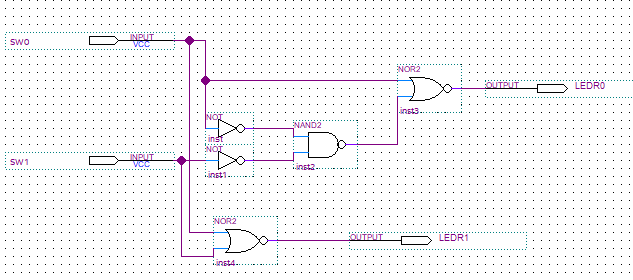 SW0 INPUT VCC
NOR2
OUTPUT LEDR0
inst3
NOT
inst
NAND2
inst2
SW1 INPUT VCC
NOT
inst1
NOR2
OUTPUT LEDR1
inst4